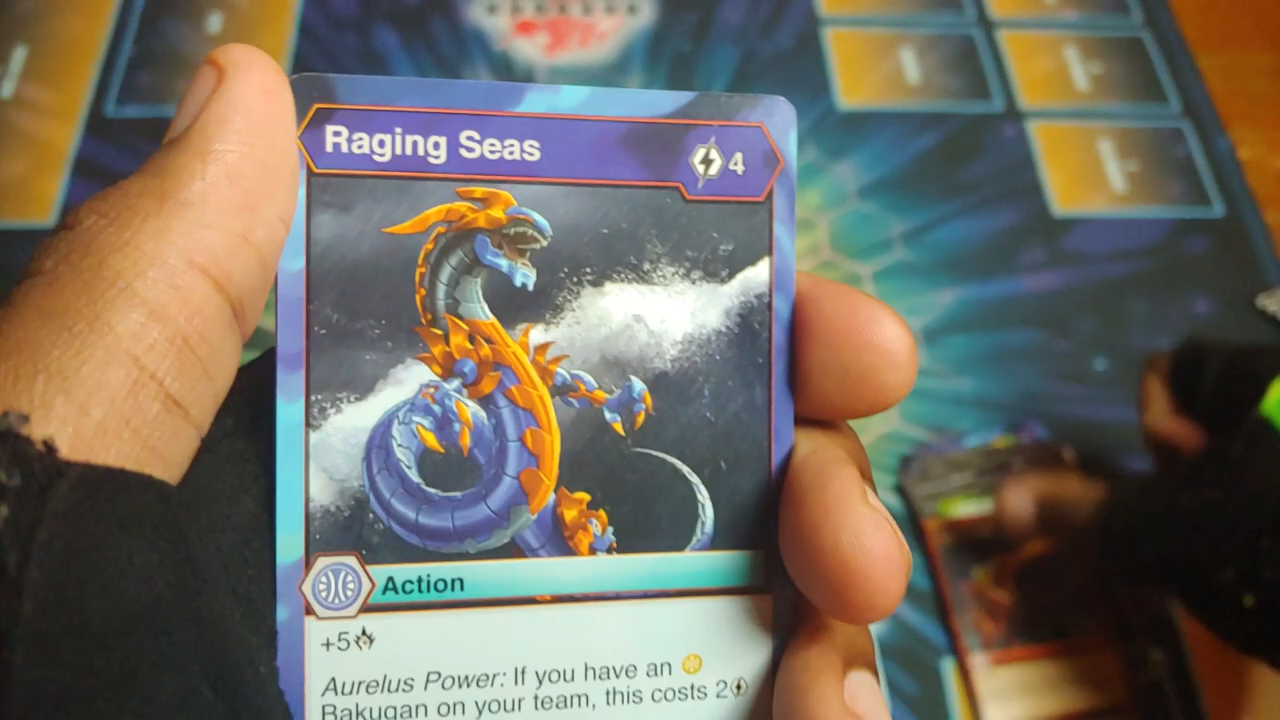 Raging Seas 4
Action
+5
Aurelus Power: If you have an
Bakugan on your team, this costs 2